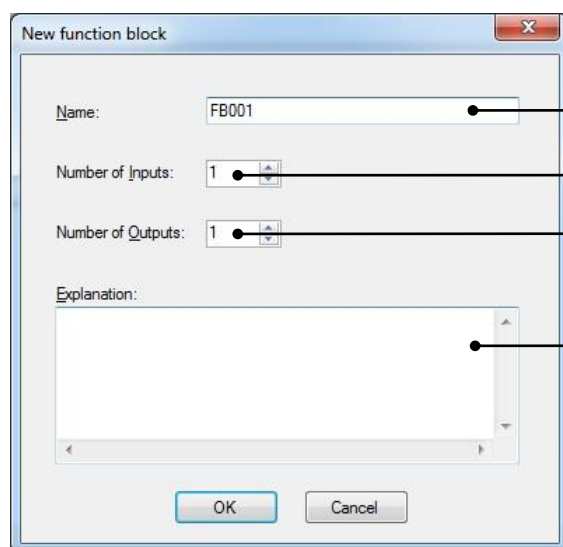 New function block
Name: FB001
Number of Inputs: 1
Number of Outputs: 1
Explanation:
OK Cancel